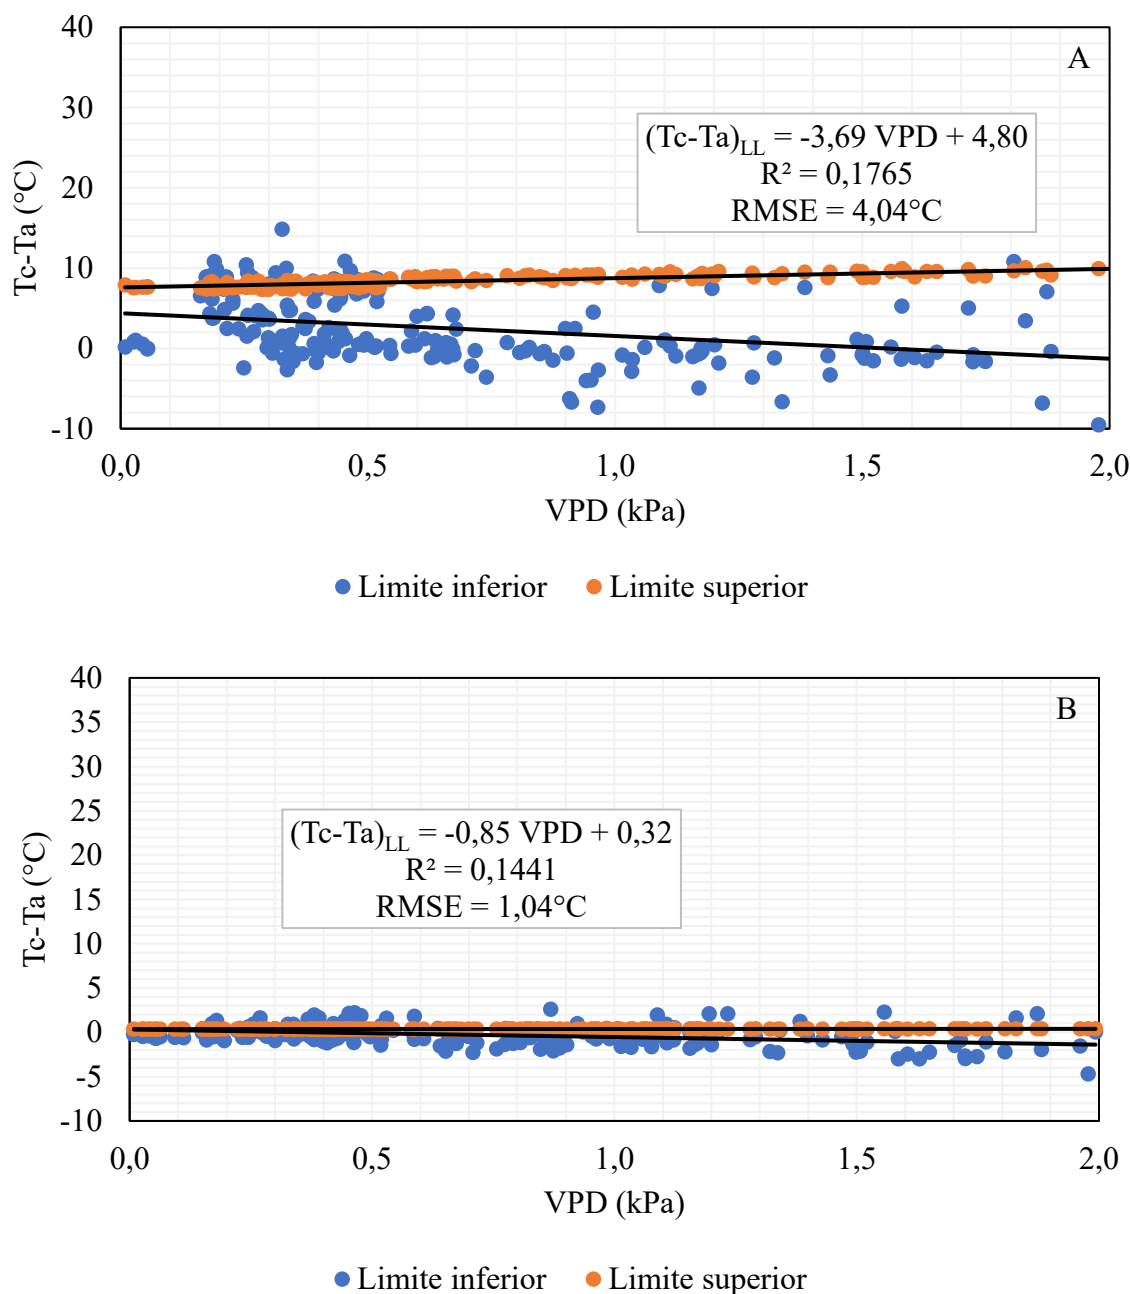 40
A
30
(Tc-Ta)LL = -3,69 VPD + 4,80
R² = 0,1765
RMSE = 4,04°C
20
10
0
-10
Tc-Ta (°C)
0,0 0,5 1,0 1,5 2,0
VPD (kPa)
Limite inferior Limite superior
40
B
35
30
25
(Tc-Ta)LL = -0,85 VPD + 0,32
R² = 0,1441
RMSE = 1,04°C
20
15
10
5
0
-5
-10
Tc-Ta (°C)
0,0 0,5 1,0 1,5 2,0
VPD (kPa)
Limite inferior Limite superior